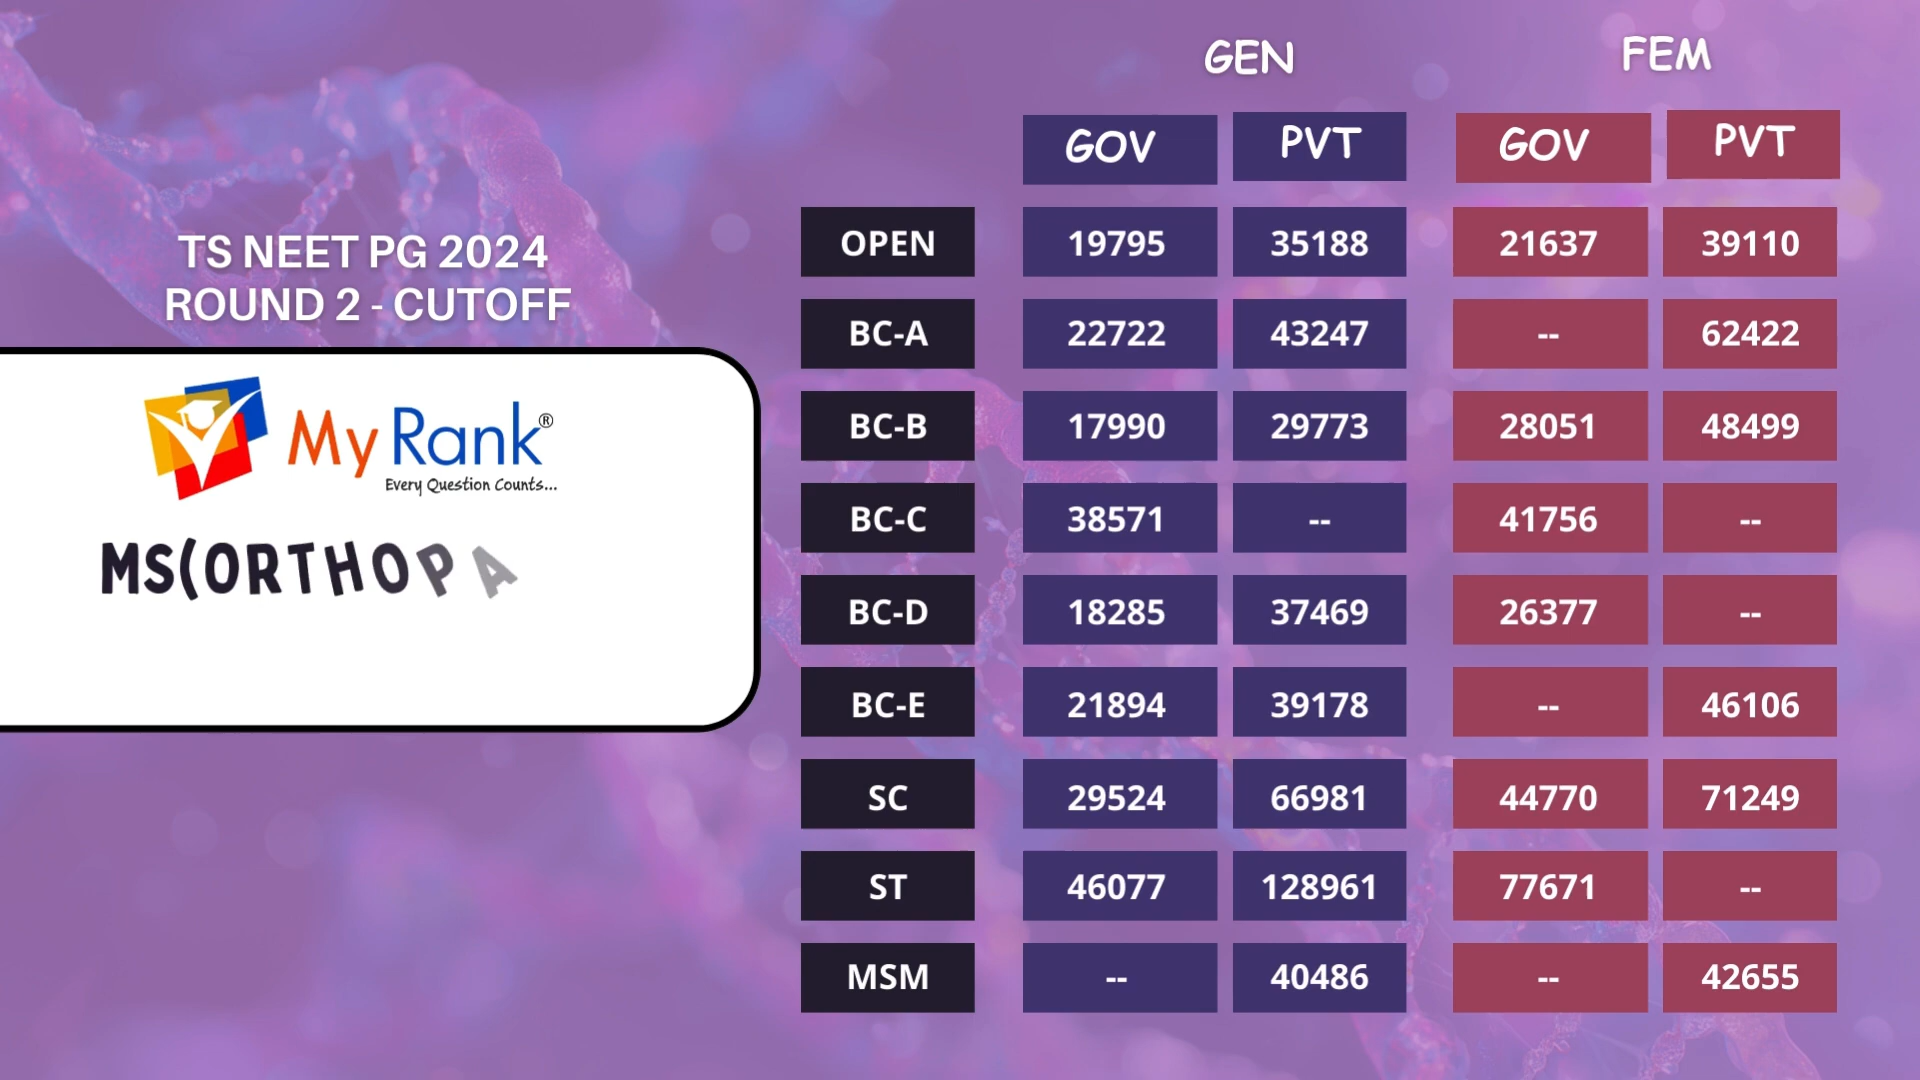 GEN FEM
GOV PVT GOV PVT
TS NEET PG 2024
ROUND 2 - CUTOFF
My Rank®
Every Question Counts...
MS(ORTHOPA
OPEN 19795 35188 21637 39110
BC-A 22722 43247 -- 62422
BC-B 17990 29773 28051 48499
BC-C 38571 -- 41756 --
BC-D 18285 37469 26377 --
BC-E 21894 39178 -- 46106
SC 29524 66981 44770 71249
ST 46077 128961 77671 --
MSM -- 40486 -- 42655